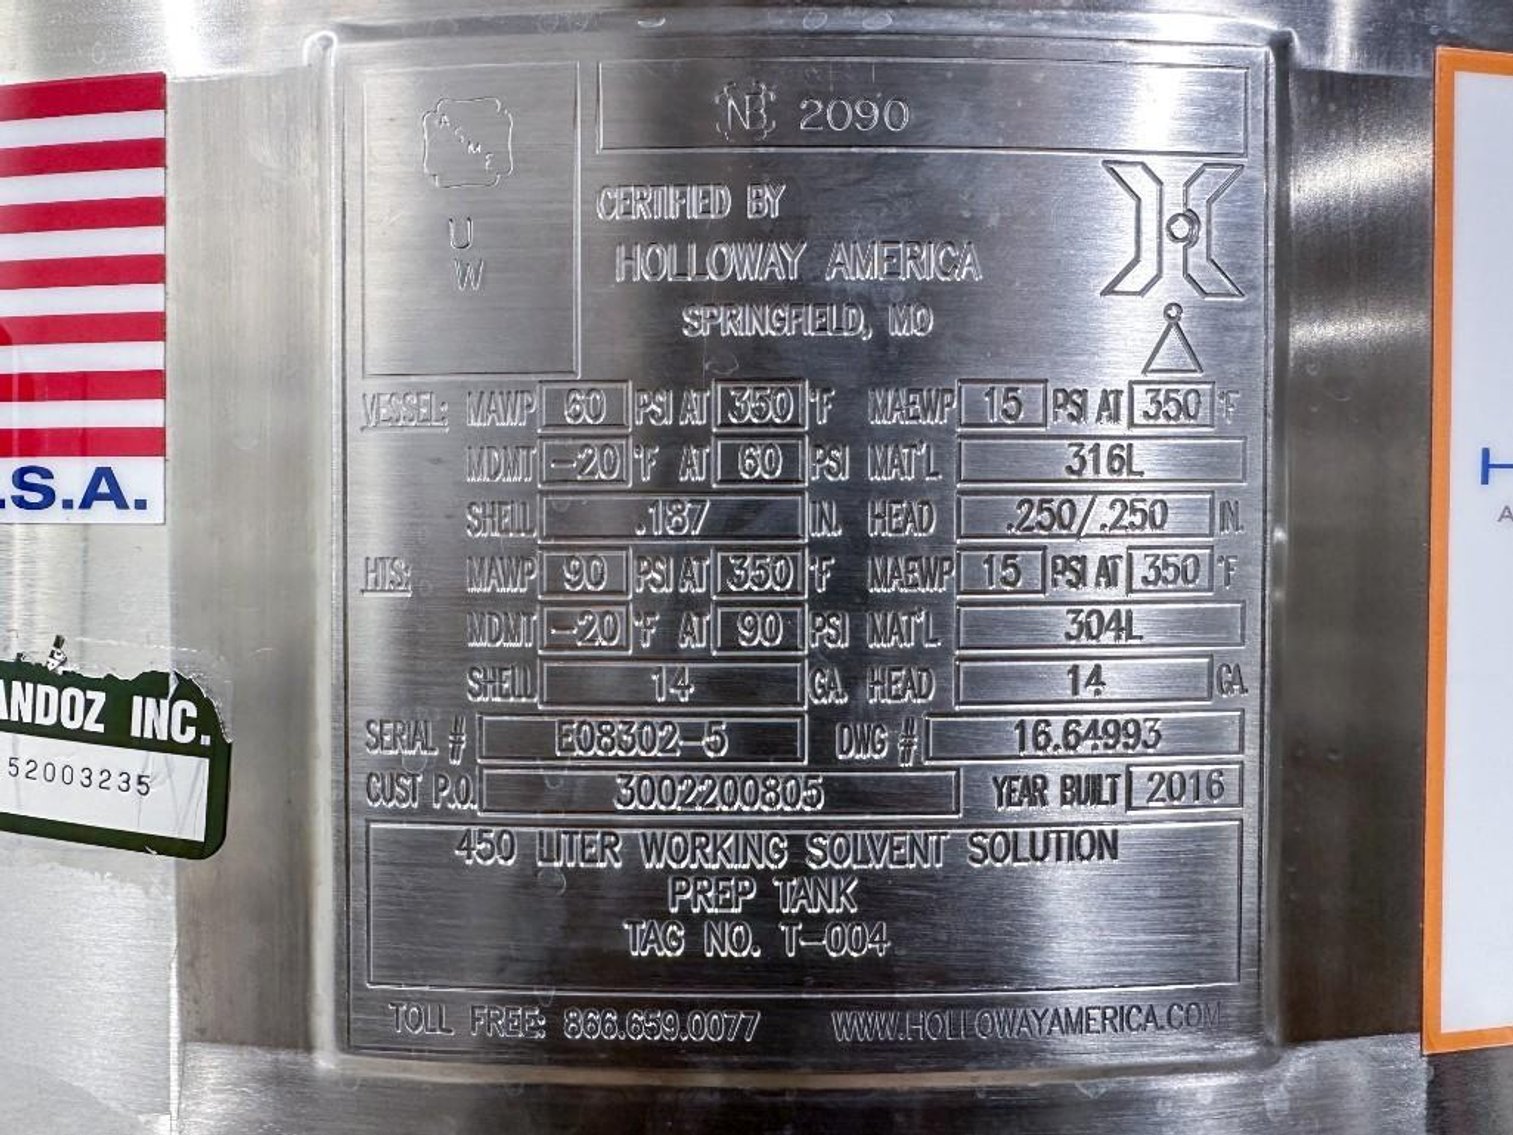 ASME
U
W
NB 2090
CERTIFIED BY
HOLLOWAY AMERICA
SPRINGFIELD, MO
VESSEL: MAWP 60 PSI AT 350 °F MAEWP 15 PSI AT 350 °F
MDMT -20 °F AT 60 PSI MAT'L 316L
SHELL .187 IN. HEAD .250/.250 IN.
HTS: MAWP 90 PSI AT 350 °F MAEWP 15 PSI AT 350 °F
MDMT -20 °F AT 90 PSI MAT'L 304L
SHELL 14 GA. HEAD 14 GA.
SERIAL # E08302-5 DWG # 16.64993
CUST P.O. 3002200805 YEAR BUILT 2016
450 LITER WORKING SOLVENT SOLUTION
PREP TANK
TAG NO. T-004
TOLL FREE: 866.659.0077 WWW.HOLLOWAYAMERICA.COM
.S.A.
ANDOZ INC.
52003235
H
A